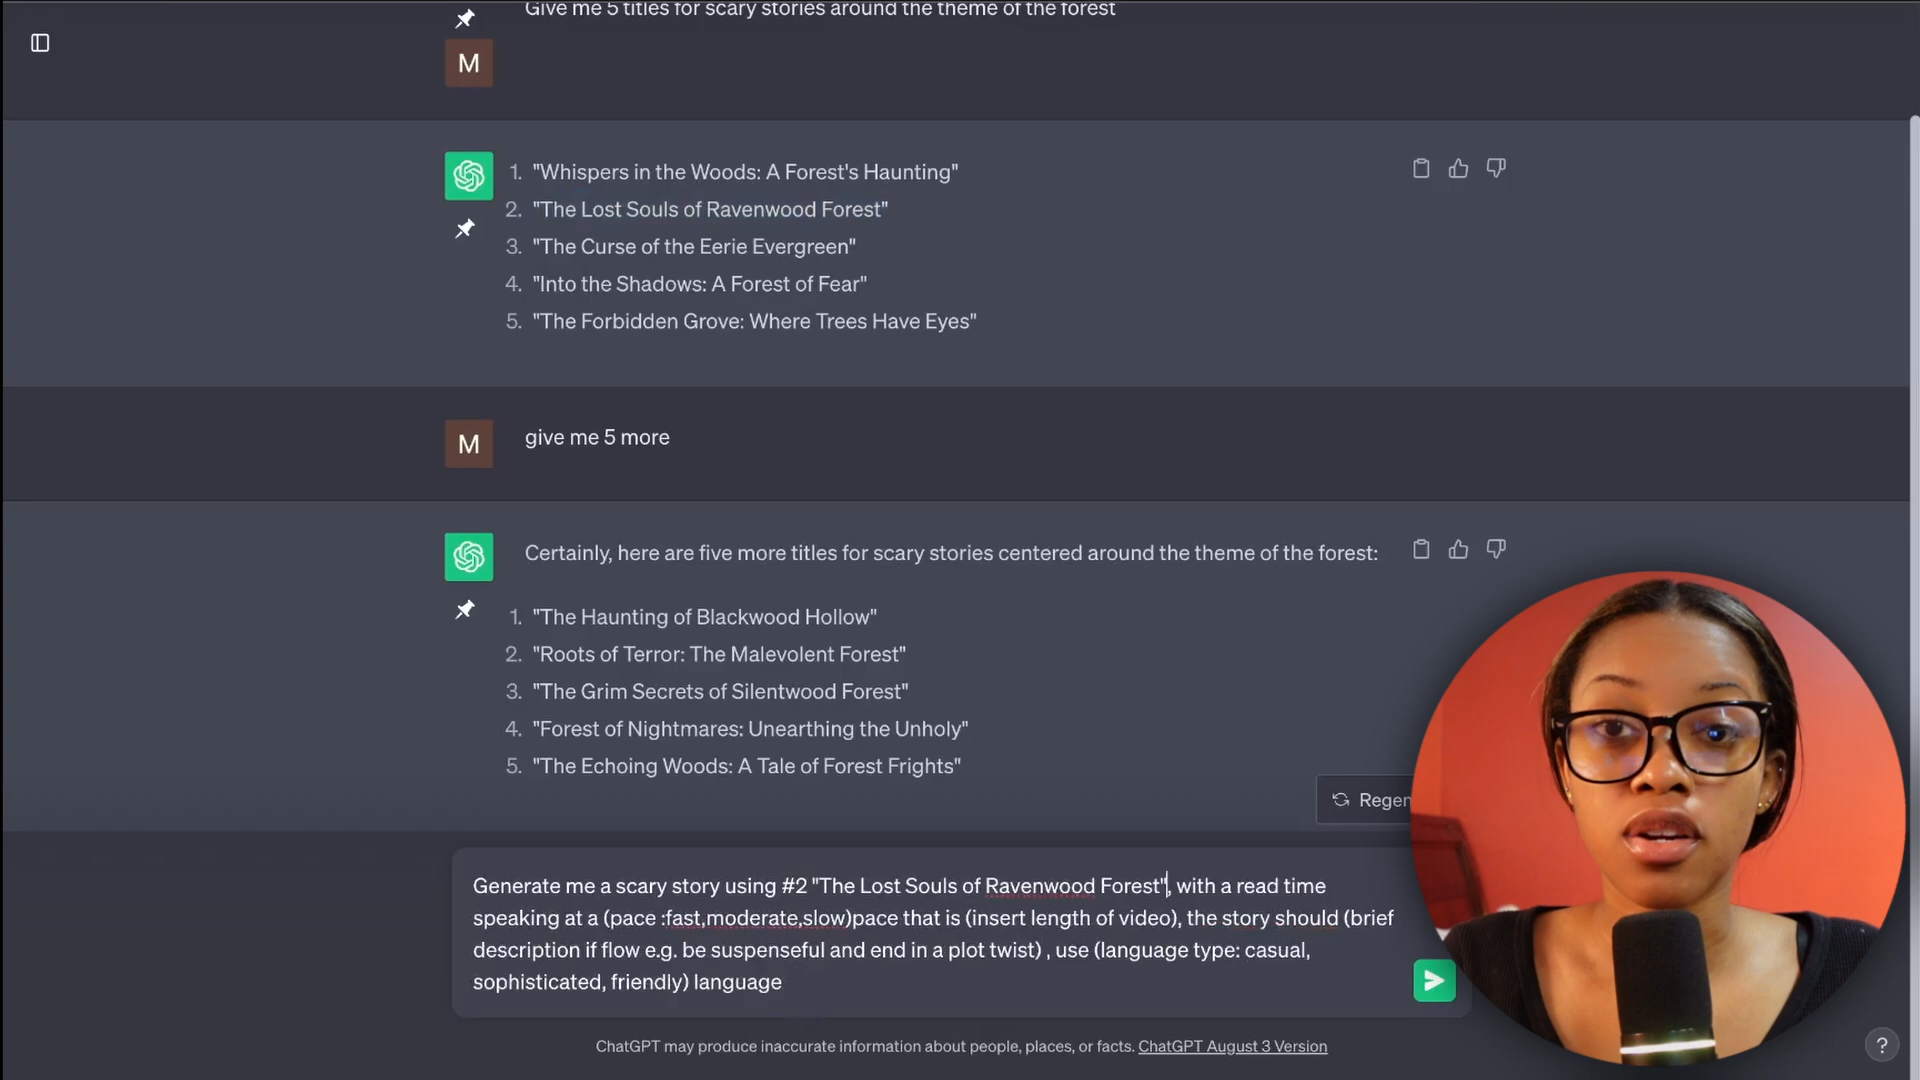 Give me 5 titles for scary stories around the theme of the forest
M
1. "Whispers in the Woods: A Forest's Haunting"
2. "The Lost Souls of Ravenwood Forest"
3. "The Curse of the Eerie Evergreen"
4. "Into the Shadows: A Forest of Fear"
5. "The Forbidden Grove: Where Trees Have Eyes"
M
give me 5 more
Certainly, here are five more titles for scary stories centered around the theme of the forest:
1. "The Haunting of Blackwood Hollow"
2. "Roots of Terror: The Malevolent Forest"
3. "The Grim Secrets of Silentwood Forest"
4. "Forest of Nightmares: Unearthing the Unholy"
5. "The Echoing Woods: A Tale of Forest Frights"
Regen
Generate me a scary story using #2 "The Lost Souls of Ravenwood Forest", with a read time
speaking at a (pace :fast,moderate,slow)pace that is (insert length of video), the story should (brief
description if flow e.g. be suspenseful and end in a plot twist) , use (language type: casual,
sophisticated, friendly) language
ChatGPT may produce inaccurate information about people, places, or facts. ChatGPT August 3 Version
?